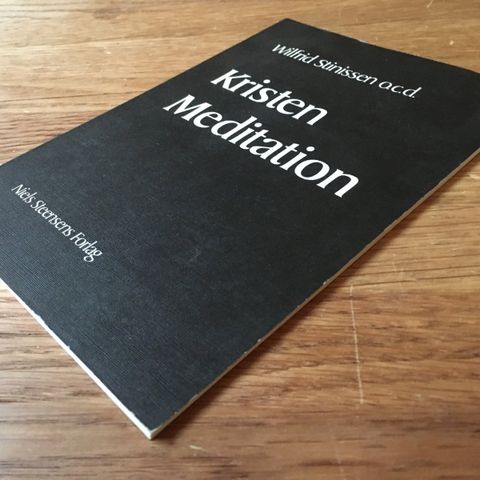 Wilfrid Stinissen o.c.d.
Kristen
Meditation
Niels Steensens Forlag